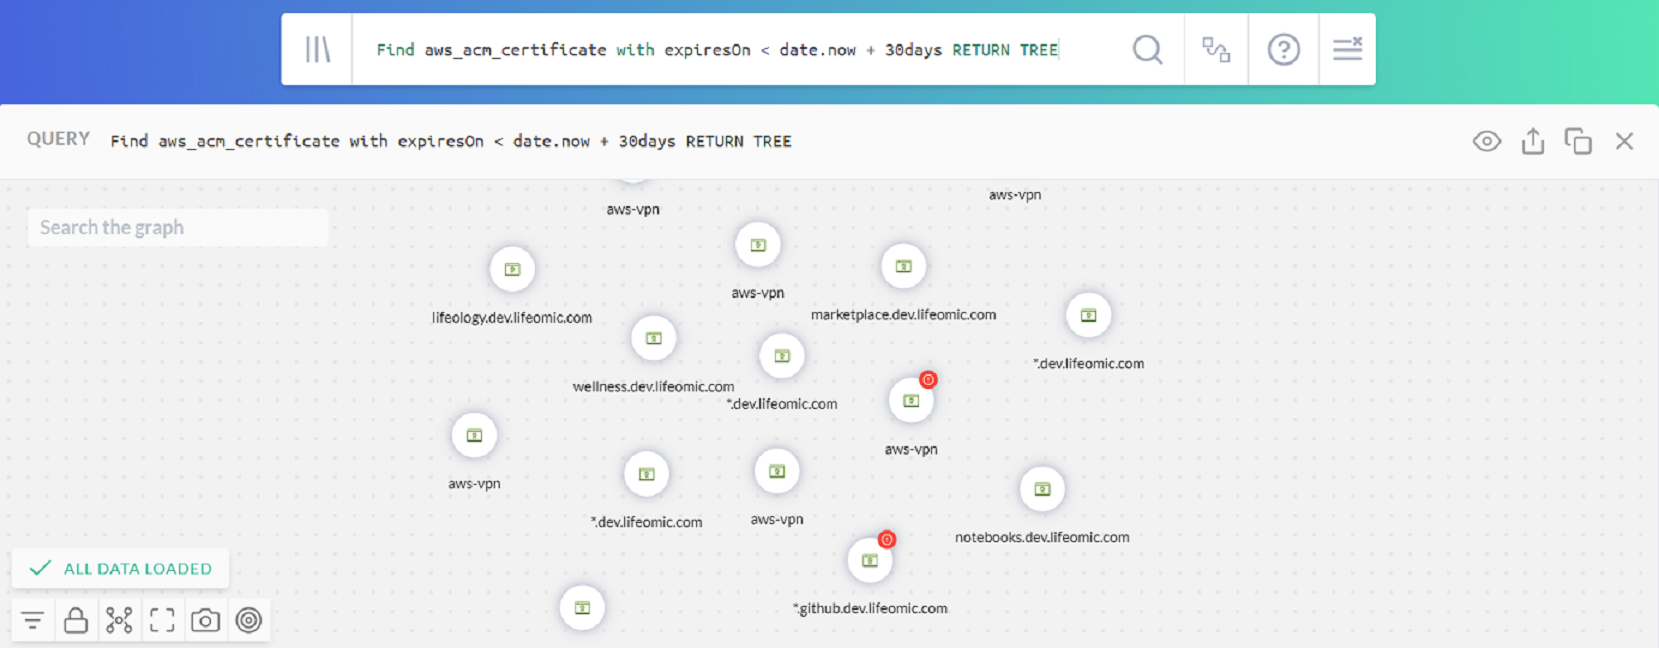 Find aws_acm_certificate with expiresOn < date.now + 30days RETURN TREE
QUERY Find aws_acm_certificate with expiresOn < date.now + 30days RETURN TREE
Search the graph
aws-vpn
aws-vpn
aws-vpn
marketplace.dev.lifeomic.com
lifeology.dev.lifeomic.com
*.dev.lifeomic.com
wellness.dev.lifeomic.com
*.dev.lifeomic.com
aws-vpn
aws-vpn
*.dev.lifeomic.com
aws-vpn
notebooks.dev.lifeomic.com
ALL DATA LOADED
*.github.dev.lifeomic.com